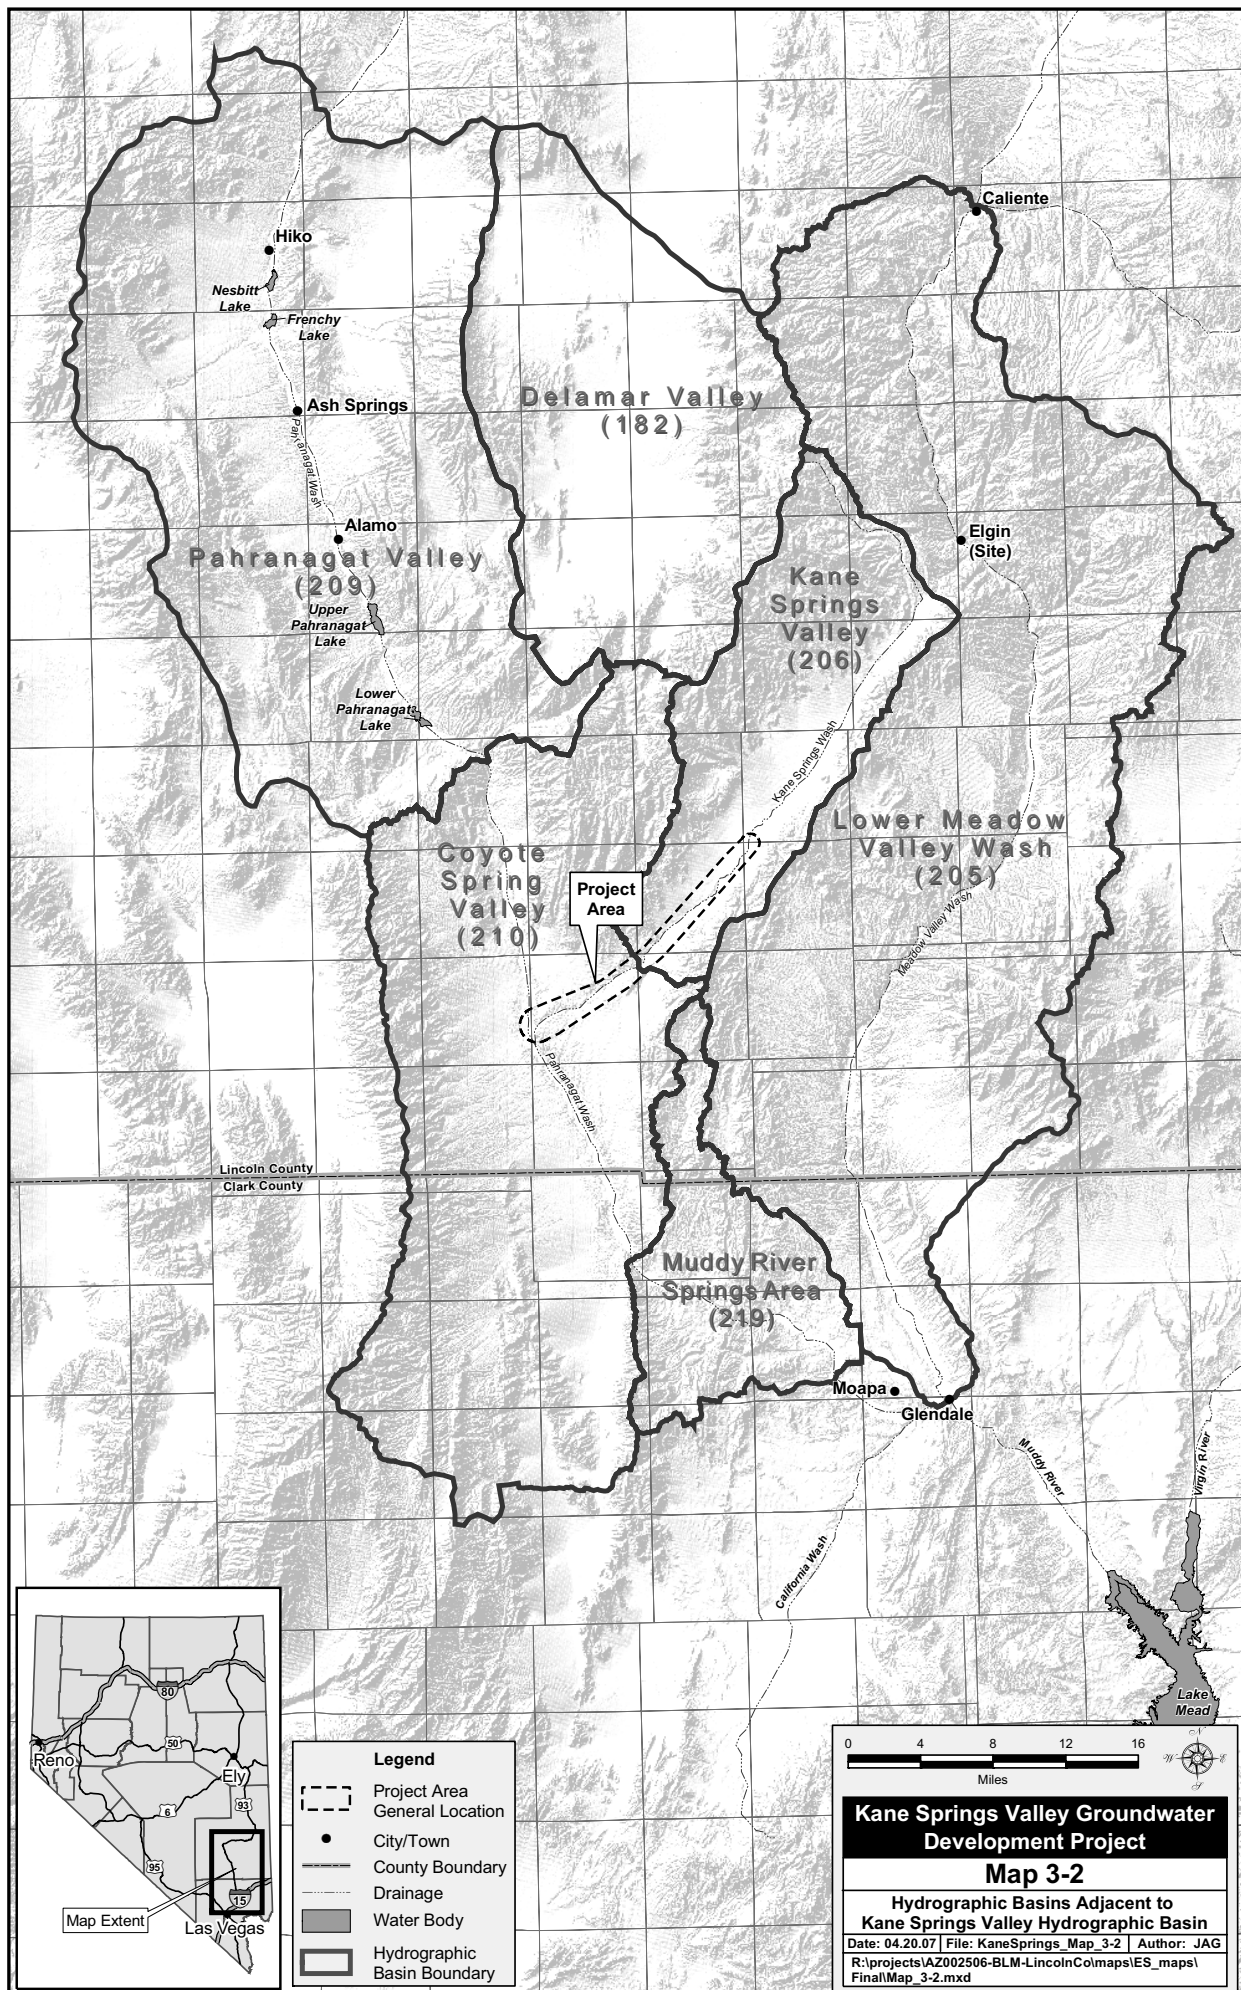 Caliente
Hiko
Nesbitt
Lake
Frenchy
Lake
Delamar Valley
(182)
Ash Springs
Pahranagat Wash
Alamo
Elgin
(Site)
Pahranagat Valley
(209)
Kane
Springs
Valley
(206)
Upper
Pahranagat
Lake
Lower
Pahranagat
Lake
Kane Springs Wash
Lower Meadow
Valley Wash
(205)
Coyote
Spring
Valley
(210)
Project
Area
Meadow Valley Wash
Pahranagat Wash
Lincoln County
Clark County
Muddy River
Springs Area
(219)
Moapa
Glendale
Muddy River
Virgin River
California Wash
Lake
Mead
80
Reno
50
Ely
6
93
95
15
Map Extent
Las Vegas
Legend
Project Area
General Location
City/Town
County Boundary
Drainage
Water Body
Hydrographic
Basin Boundary
0 4 8 12 16
Miles
N
W E
S
Kane Springs Valley Groundwater
Development Project
Map 3-2
Hydrographic Basins Adjacent to
Kane Springs Valley Hydrographic Basin
Date: 04.20.07 File: KaneSprings_Map_3-2 Author: JAG
R:\projects\AZ002506-BLM-LincolnCo\maps\ES_maps\
Final\Map_3-2.mxd